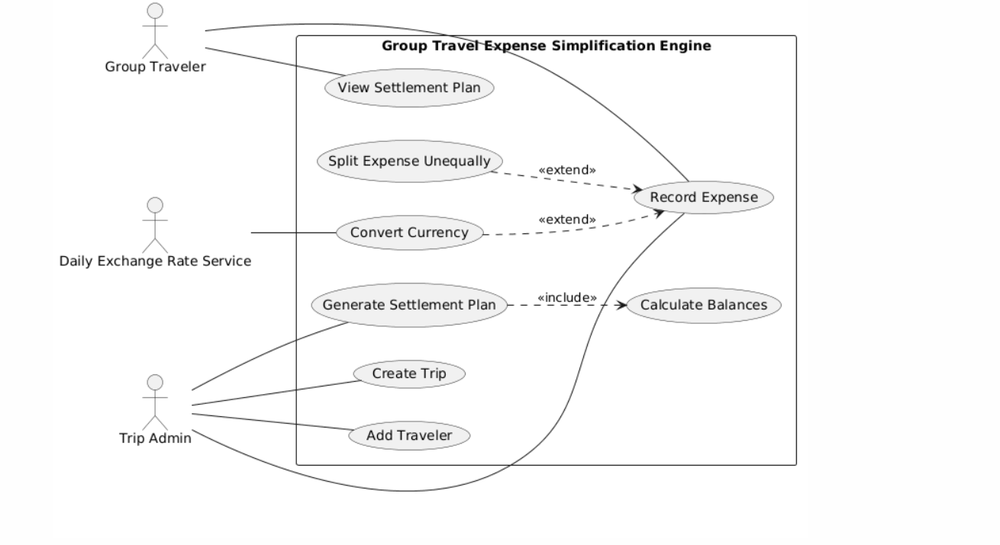 Group Traveler
Group Travel Expense Simplification Engine
View Settlement Plan
Split Expense Unequally
«extend»
Record Expense
Daily Exchange Rate Service
Convert Currency
«extend»
Generate Settlement Plan
«include»
Calculate Balances
Create Trip
Trip Admin
Add Traveler